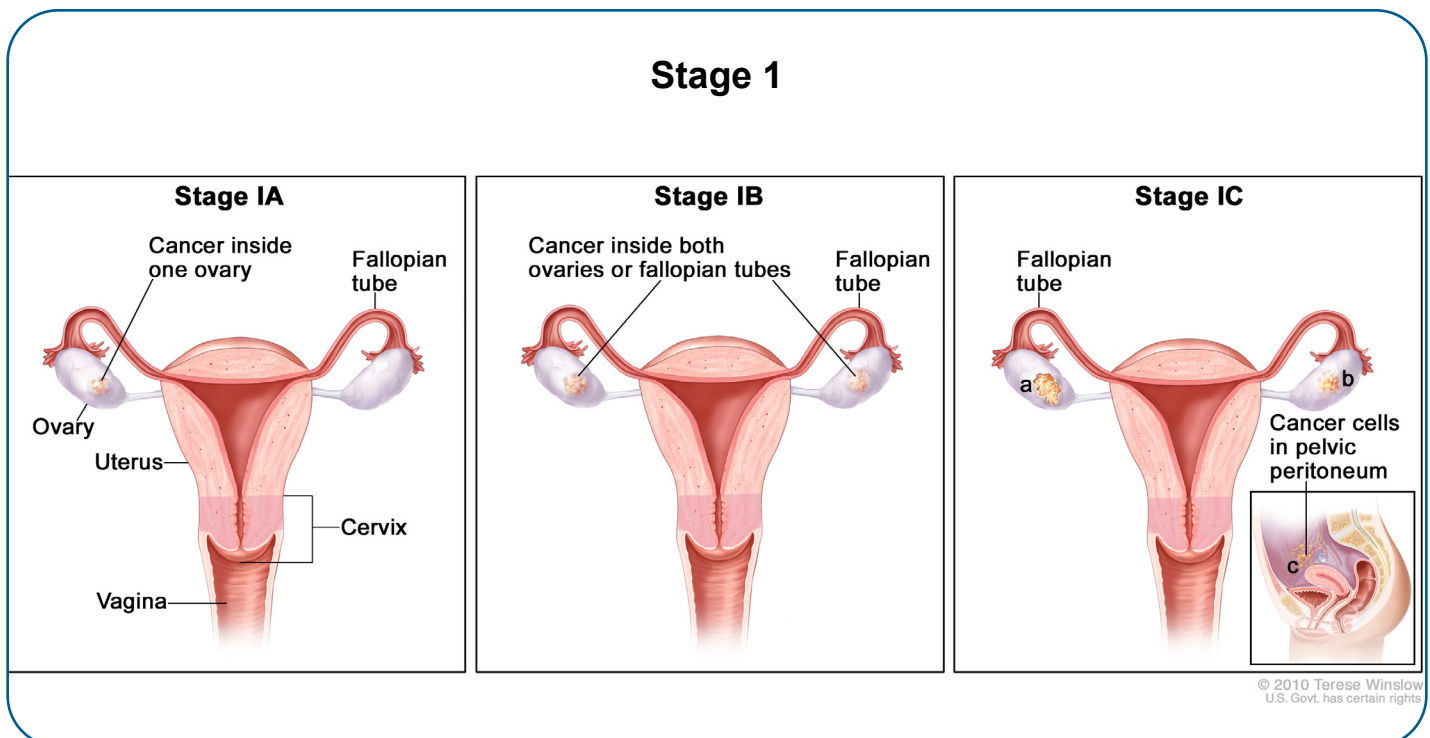 Stage 1
Stage IA
Cancer inside
one ovary
Fallopian
tube
Ovary
Uterus
Cervix
Vagina
Stage IB
Cancer inside both
ovaries or fallopian tubes
Fallopian
tube
Stage IC
Fallopian
tube
a
b
Cancer cells
in pelvic
peritoneum
c
© 2010 Terese Winslow
U.S. Govt. has certain rights